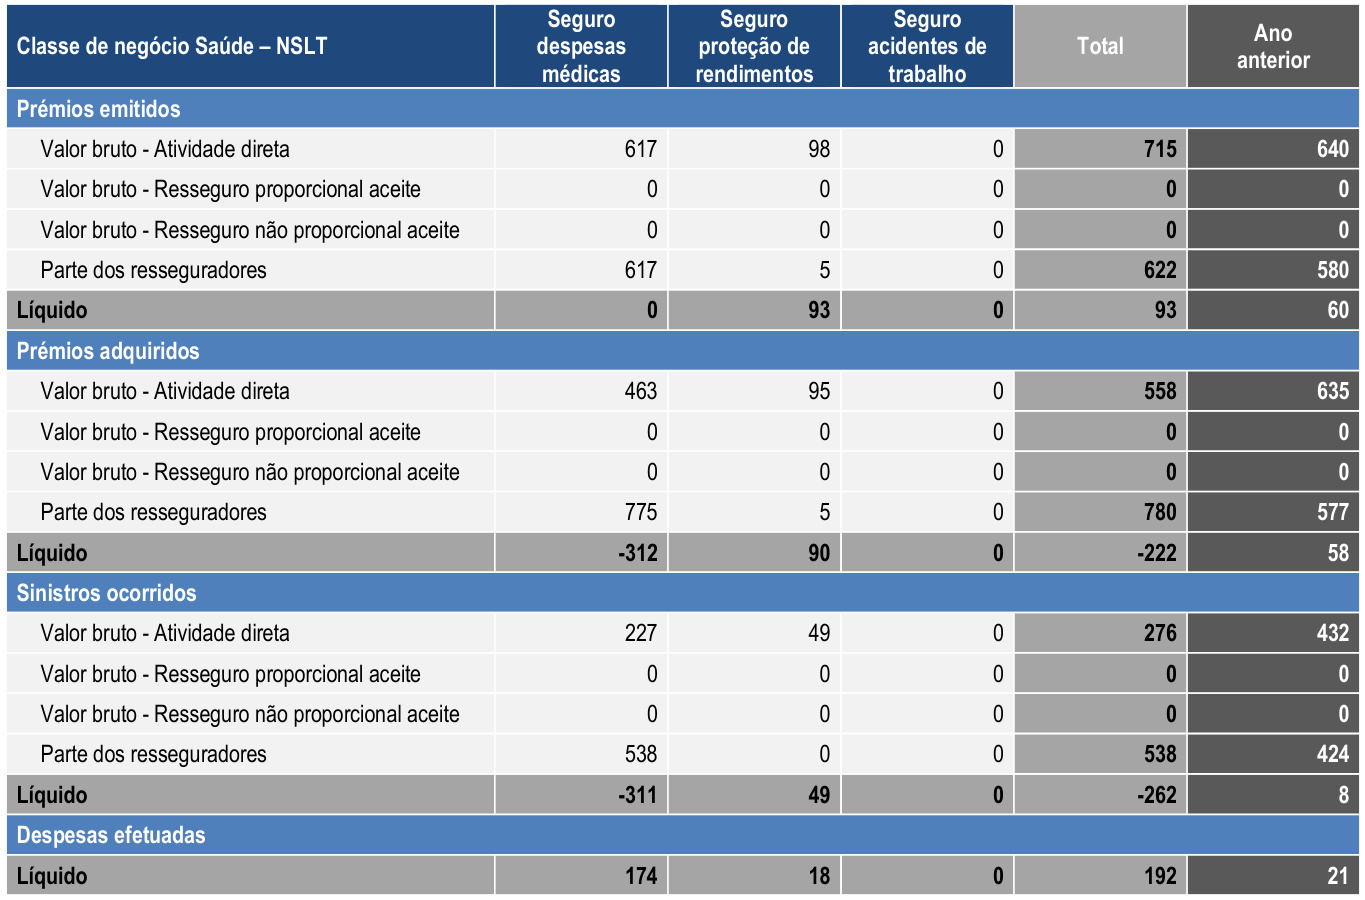 Classe de negócio Saúde – NSLT Seguro despesas médicas Seguro proteção de rendimentos Seguro acidentes de trabalho Total Ano anterior
Prémios emitidos
Valor bruto - Atividade direta 617 98 0 715 640
Valor bruto - Resseguro proporcional aceite 0 0 0 0 0
Valor bruto - Resseguro não proporcional aceite 0 0 0 0 0
Parte dos resseguradores 617 5 0 622 580
Líquido 0 93 0 93 60
Prémios adquiridos
Valor bruto - Atividade direta 463 95 0 558 635
Valor bruto - Resseguro proporcional aceite 0 0 0 0 0
Valor bruto - Resseguro não proporcional aceite 0 0 0 0 0
Parte dos resseguradores 775 5 0 780 577
Líquido -312 90 0 -222 58
Sinistros ocorridos
Valor bruto - Atividade direta 227 49 0 276 432
Valor bruto - Resseguro proporcional aceite 0 0 0 0 0
Valor bruto - Resseguro não proporcional aceite 0 0 0 0 0
Parte dos resseguradores 538 0 0 538 424
Líquido -311 49 0 -262 8
Despesas efetuadas
Líquido 174 18 0 192 21